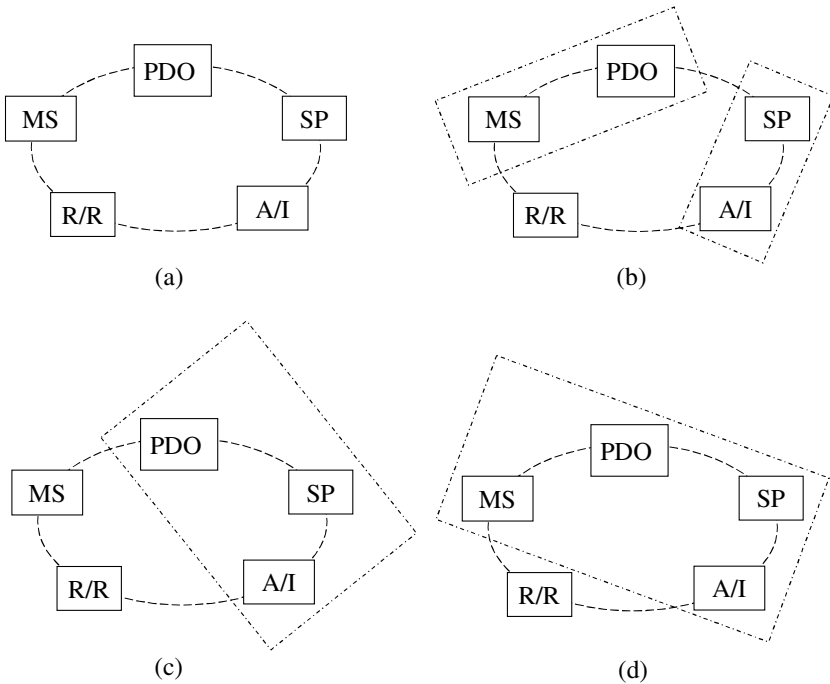 PDO
MS
SP
R/R
A/I
(a)
PDO
MS
SP
R/R
A/I
(b)
PDO
MS
SP
R/R
A/I
(c)
PDO
MS
SP
R/R
A/I
(d)